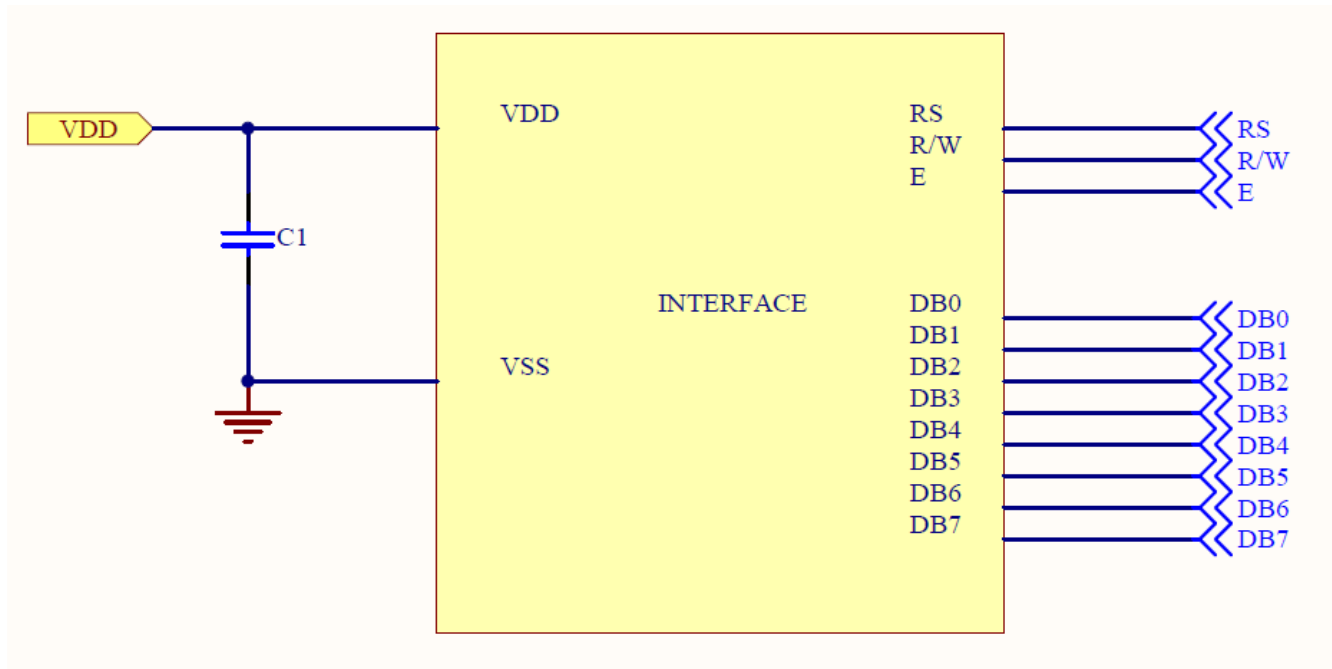 VDD
C1
VDD
VSS
INTERFACE
RS
R/W
E
DB0
DB1
DB2
DB3
DB4
DB5
DB6
DB7
RS
R/W
E
DB0
DB1
DB2
DB3
DB4
DB5
DB6
DB7